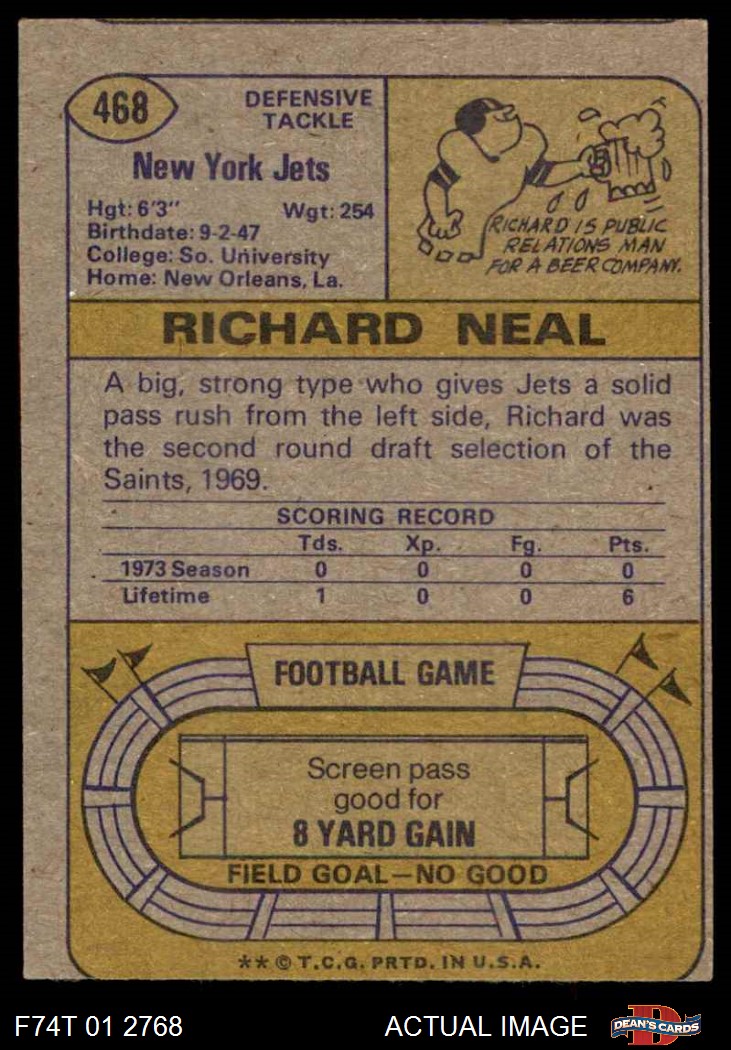 468
DEFENSIVE
TACKLE
New York Jets
Hgt: 6'3" Wgt: 254
Birthdate: 9-2-47
College: So. University
Home: New Orleans, La.
RICHARD IS PUBLIC
RELATIONS MAN
FOR A BEER COMPANY.
RICHARD NEAL
A big, strong type who gives Jets a solid
pass rush from the left side, Richard was
the second round draft selection of the
Saints, 1969.
SCORING RECORD
Tds. Xp. Fg. Pts.
1973 Season 0 0 0 0
Lifetime 1 0 0 6
FOOTBALL GAME
Screen pass
good for
8 YARD GAIN
FIELD GOAL—NO GOOD
** © T.C.G. PRTD. IN U.S.A.
F74T 01 2768 ACTUAL IMAGE
D
DEAN'S CARDS